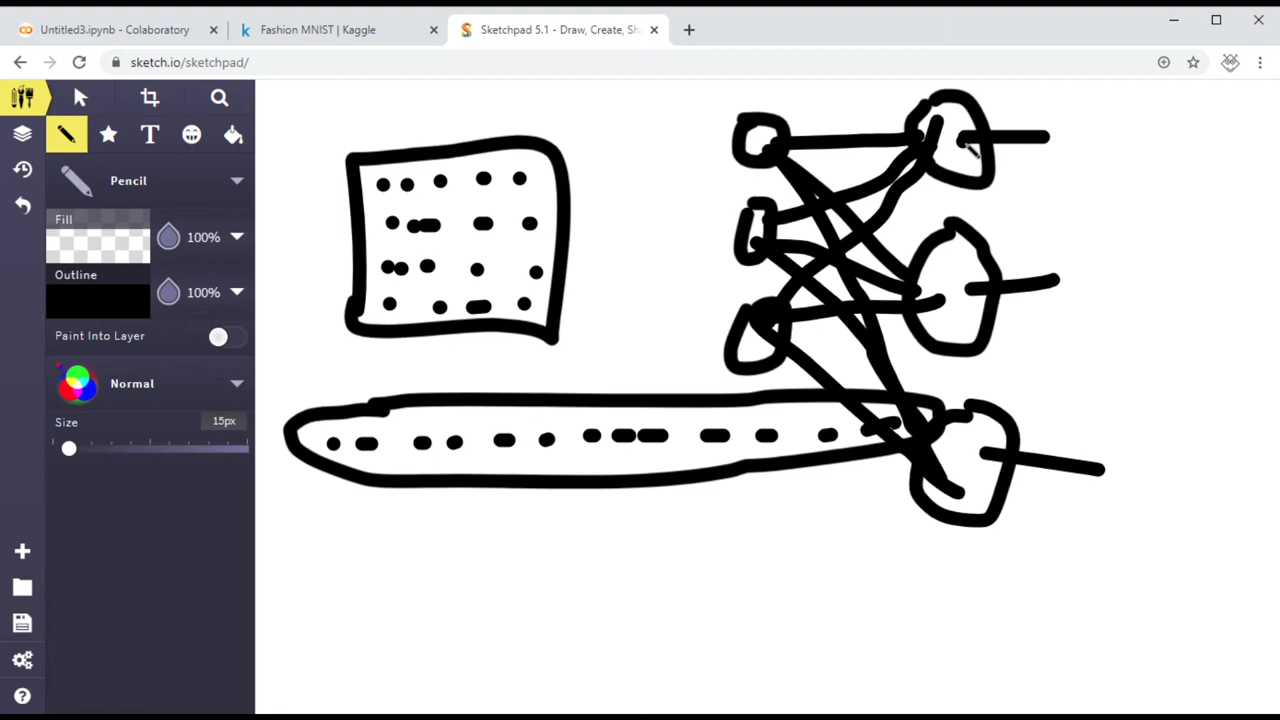 Untitled3.ipynb - Colaboratory
Fashion MNIST | Kaggle
Sketchpad 5.1 - Draw, Create, Sh
sketch.io/sketchpad/
T
Pencil
Fill
100%
Outline
100%
Paint Into Layer
Normal
Size
15px